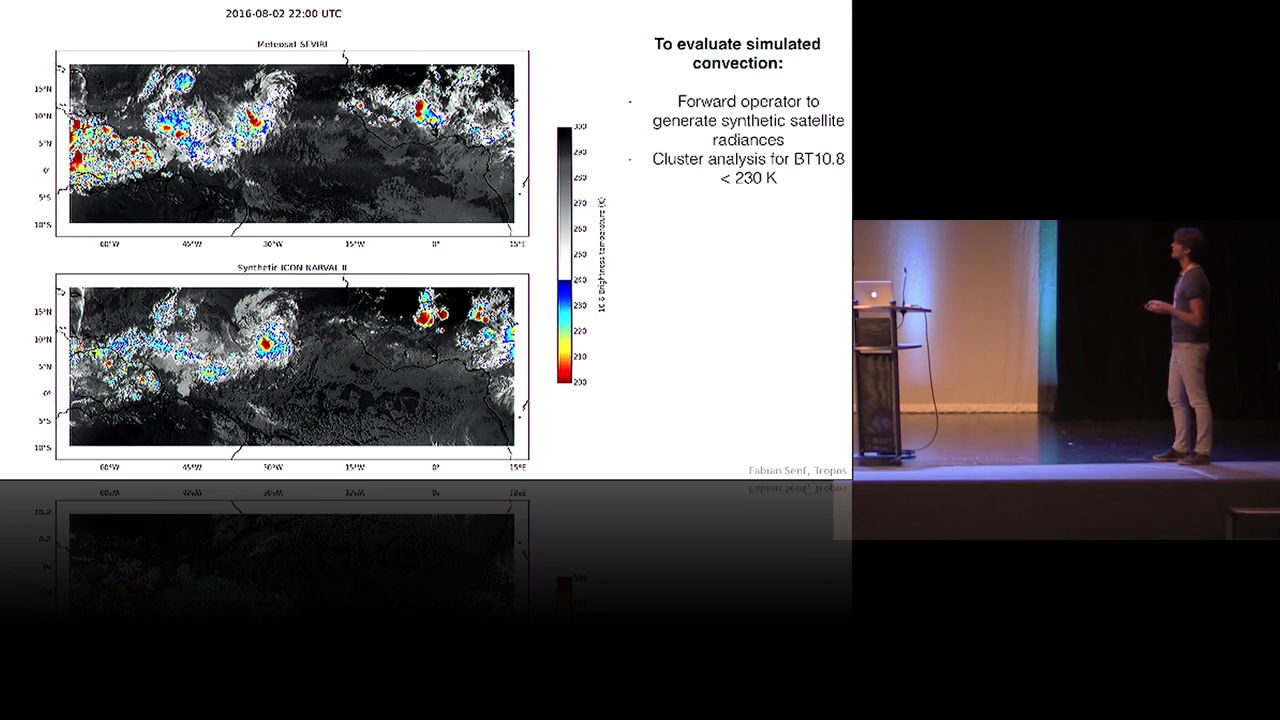 2016-08-02 22:00 UTC
Meteosat SEVIRI
15°N
10°N
5°N
0°
5°S
10°S
60°W
45°W
30°W
15°W
0°
15°E
Synthetic ICON NARVAL II
15°N
10°N
5°N
0°
5°S
10°S
60°W
45°W
30°W
15°W
0°
15°E
300
290
280
270
260
250
240
230
220
210
200
10.8 Brightness temperature (K)
To evaluate simulated
convection:
- Forward operator to
generate synthetic satellite
radiances
- Cluster analysis for BT10.8
< 230 K
Fabian Senf, Tropos